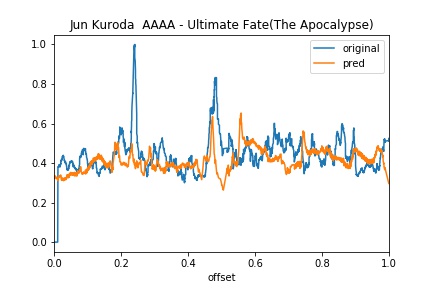 Jun Kuroda  AAAA - Ultimate Fate(The Apocalypse)
original
pred
1.0
0.8
0.6
0.4
0.2
0.0
0.0 0.2 0.4 0.6 0.8 1.0
offset